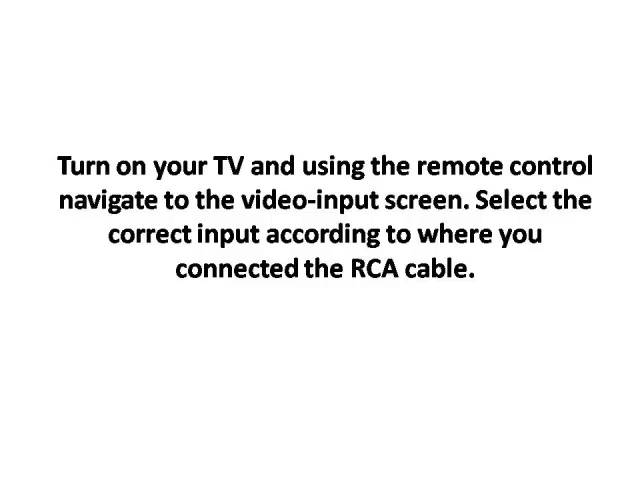 Turn on your TV and using the remote control
navigate to the video-input screen. Select the
correct input according to where you
connected the RCA cable.